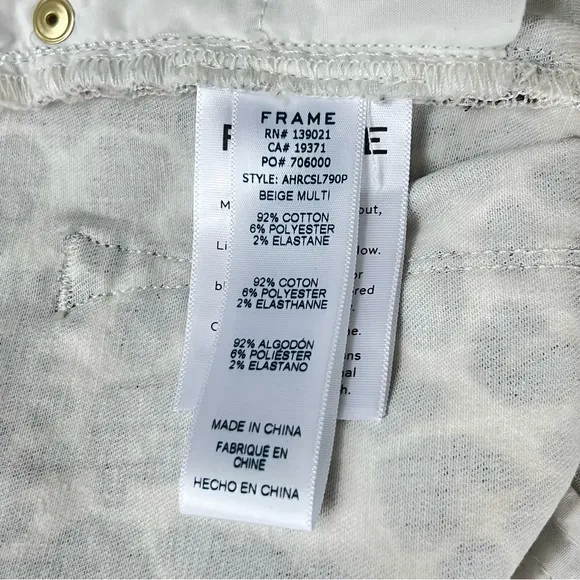 FRAME
RN# 139021
CA# 19371
PO# 706000
STYLE: AHRCSL790P
BEIGE MULTI
92% COTTON
6% POLYESTER
2% ELASTANE
92% COTON
6% POLYESTER
2% ELASTHANNE
92% ALGODÓN
6% POLIÉSTER
2% ELASTANO
MADE IN CHINA
FABRIQUÉ EN
CHINE
HECHO EN CHINA